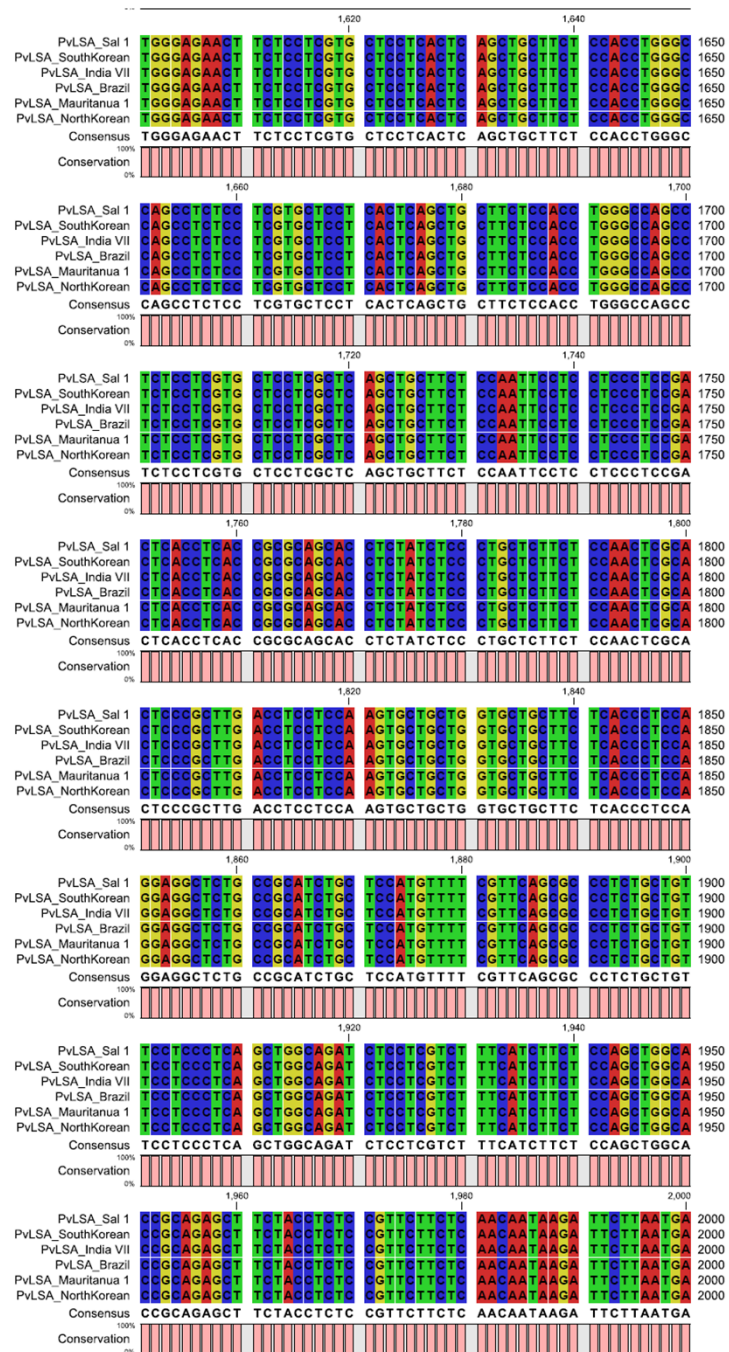 1,620 1,640
PvLSA_Sal 1 TGGGAGAACT TCTCCTCGTG CTCCTCACTC AGCTGCTTCT CCACCTGGGC 1650
PvLSA_SouthKorean TGGGAGAACT TCTCCTCGTG CTCCTCACTC AGCTGCTTCT CCACCTGGGC 1650
PvLSA_India VII TGGGAGAACT TCTCCTCGTG CTCCTCACTC AGCTGCTTCT CCACCTGGGC 1650
PvLSA_Brazil TGGGAGAACT TCTCCTCGTG CTCCTCACTC AGCTGCTTCT CCACCTGGGC 1650
PvLSA_Mauritanua 1 TGGGAGAACT TCTCCTCGTG CTCCTCACTC AGCTGCTTCT CCACCTGGGC 1650
PvLSA_NorthKorean TGGGAGAACT TCTCCTCGTG CTCCTCACTC AGCTGCTTCT CCACCTGGGC 1650
Consensus TGGGAGAACT TCTCCTCGTG CTCCTCACTC AGCTGCTTCT CCACCTGGGC
100%
Conservation
0%
1,660 1,680 1,700
PvLSA_Sal 1 CAGCCTCTCC TCGTGCTCCT CACTCAGCTG CTTCTCCACC TGGGCCAGCC 1700
PvLSA_SouthKorean CAGCCTCTCC TCGTGCTCCT CACTCAGCTG CTTCTCCACC TGGGCCAGCC 1700
PvLSA_India VII CAGCCTCTCC TCGTGCTCCT CACTCAGCTG CTTCTCCACC TGGGCCAGCC 1700
PvLSA_Brazil CAGCCTCTCC TCGTGCTCCT CACTCAGCTG CTTCTCCACC TGGGCCAGCC 1700
PvLSA_Mauritanua 1 CAGCCTCTCC TCGTGCTCCT CACTCAGCTG CTTCTCCACC TGGGCCAGCC 1700
PvLSA_NorthKorean CAGCCTCTCC TCGTGCTCCT CACTCAGCTG CTTCTCCACC TGGGCCAGCC 1700
Consensus CAGCCTCTCC TCGTGCTCCT CACTCAGCTG CTTCTCCACC TGGGCCAGCC
100%
Conservation
0%
1,720 1,740
PvLSA_Sal 1 TCTCCTCGTG CTCCTCGCTC AGCTGCTTCT CCAATTCCTC CTCCCTCCGA 1750
PvLSA_SouthKorean TCTCCTCGTG CTCCTCGCTC AGCTGCTTCT CCAATTCCTC CTCCCTCCGA 1750
PvLSA_India VII TCTCCTCGTG CTCCTCGCTC AGCTGCTTCT CCAATTCCTC CTCCCTCCGA 1750
PvLSA_Brazil TCTCCTCGTG CTCCTCGCTC AGCTGCTTCT CCAATTCCTC CTCCCTCCGA 1750
PvLSA_Mauritanua 1 TCTCCTCGTG CTCCTCGCTC AGCTGCTTCT CCAATTCCTC CTCCCTCCGA 1750
PvLSA_NorthKorean TCTCCTCGTG CTCCTCGCTC AGCTGCTTCT CCAATTCCTC CTCCCTCCGA 1750
Consensus TCTCCTCGTG CTCCTCGCTC AGCTGCTTCT CCAATTCCTC CTCCCTCCGA
100%
Conservation
0%
1,760 1,780 1,800
PvLSA_Sal 1 CTCACCTCAC CGCGCAGCAC CTCTATCTCC CTGCTCTTCT CCAACTCGCA 1800
PvLSA_SouthKorean CTCACCTCAC CGCGCAGCAC CTCTATCTCC CTGCTCTTCT CCAACTCGCA 1800
PvLSA_India VII CTCACCTCAC CGCGCAGCAC CTCTATCTCC CTGCTCTTCT CCAACTCGCA 1800
PvLSA_Brazil CTCACCTCAC CGCGCAGCAC CTCTATCTCC CTGCTCTTCT CCAACTCGCA 1800
PvLSA_Mauritanua 1 CTCACCTCAC CGCGCAGCAC CTCTATCTCC CTGCTCTTCT CCAACTCGCA 1800
PvLSA_NorthKorean CTCACCTCAC CGCGCAGCAC CTCTATCTCC CTGCTCTTCT CCAACTCGCA 1800
Consensus CTCACCTCAC CGCGCAGCAC CTCTATCTCC CTGCTCTTCT CCAACTCGCA
100%
Conservation
0%
1,820 1,840
PvLSA_Sal 1 CTCCCGCTTG ACCTCCTCCA AGTGCTGCTG GTGCTGCTTC TCACCCTCCA 1850
PvLSA_SouthKorean CTCCCGCTTG ACCTCCTCCA AGTGCTGCTG GTGCTGCTTC TCACCCTCCA 1850
PvLSA_India VII CTCCCGCTTG ACCTCCTCCA AGTGCTGCTG GTGCTGCTTC TCACCCTCCA 1850
PvLSA_Brazil CTCCCGCTTG ACCTCCTCCA AGTGCTGCTG GTGCTGCTTC TCACCCTCCA 1850
PvLSA_Mauritanua 1 CTCCCGCTTG ACCTCCTCCA AGTGCTGCTG GTGCTGCTTC TCACCCTCCA 1850
PvLSA_NorthKorean CTCCCGCTTG ACCTCCTCCA AGTGCTGCTG GTGCTGCTTC TCACCCTCCA 1850
Consensus CTCCCGCTTG ACCTCCTCCA AGTGCTGCTG GTGCTGCTTC TCACCCTCCA
100%
Conservation
0%
1,860 1,880 1,900
PvLSA_Sal 1 GGAGGCTCTG CCGCATCTGC TCCATGTTTT CGTTCAGCGC CCTCTGCTGT 1900
PvLSA_SouthKorean GGAGGCTCTG CCGCATCTGC TCCATGTTTT CGTTCAGCGC CCTCTGCTGT 1900
PvLSA_India VII GGAGGCTCTG CCGCATCTGC TCCATGTTTT CGTTCAGCGC CCTCTGCTGT 1900
PvLSA_Brazil GGAGGCTCTG CCGCATCTGC TCCATGTTTT CGTTCAGCGC CCTCTGCTGT 1900
PvLSA_Mauritanua 1 GGAGGCTCTG CCGCATCTGC TCCATGTTTT CGTTCAGCGC CCTCTGCTGT 1900
PvLSA_NorthKorean GGAGGCTCTG CCGCATCTGC TCCATGTTTT CGTTCAGCGC CCTCTGCTGT 1900
Consensus GGAGGCTCTG CCGCATCTGC TCCATGTTTT CGTTCAGCGC CCTCTGCTGT
100%
Conservation
0%
1,920 1,940
PvLSA_Sal 1 TCCTCCCTCA GCTGGCAGAT CTCCTCGTCT TTCATCTTCT CCAGCTGGCA 1950
PvLSA_SouthKorean TCCTCCCTCA GCTGGCAGAT CTCCTCGTCT TTCATCTTCT CCAGCTGGCA 1950
PvLSA_India VII TCCTCCCTCA GCTGGCAGAT CTCCTCGTCT TTCATCTTCT CCAGCTGGCA 1950
PvLSA_Brazil TCCTCCCTCA GCTGGCAGAT CTCCTCGTCT TTCATCTTCT CCAGCTGGCA 1950
PvLSA_Mauritanua 1 TCCTCCCTCA GCTGGCAGAT CTCCTCGTCT TTCATCTTCT CCAGCTGGCA 1950
PvLSA_NorthKorean TCCTCCCTCA GCTGGCAGAT CTCCTCGTCT TTCATCTTCT CCAGCTGGCA 1950
Consensus TCCTCCCTCA GCTGGCAGAT CTCCTCGTCT TTCATCTTCT CCAGCTGGCA
100%
Conservation
0%
1,960 1,980 2,000
PvLSA_Sal 1 CCGCAGAGCT TCTACCTCTC CGTTCTTCTC AACAATAAGA TTCTTAATGA 2000
PvLSA_SouthKorean CCGCAGAGCT TCTACCTCTC CGTTCTTCTC AACAATAAGA TTCTTAATGA 2000
PvLSA_India VII CCGCAGAGCT TCTACCTCTC CGTTCTTCTC AACAATAAGA TTCTTAATGA 2000
PvLSA_Brazil CCGCAGAGCT TCTACCTCTC CGTTCTTCTC AACAATAAGA TTCTTAATGA 2000
PvLSA_Mauritanua 1 CCGCAGAGCT TCTACCTCTC CGTTCTTCTC AACAATAAGA TTCTTAATGA 2000
PvLSA_NorthKorean CCGCAGAGCT TCTACCTCTC CGTTCTTCTC AACAATAAGA TTCTTAATGA 2000
Consensus CCGCAGAGCT TCTACCTCTC CGTTCTTCTC AACAATAAGA TTCTTAATGA
100%
Conservation
0%